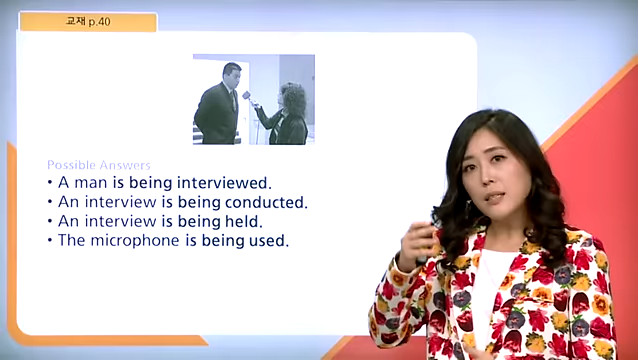 교재 p.40
Possible Answers
• A man is being interviewed.
• An interview is being conducted.
• An interview is being held.
• The microphone is being used.